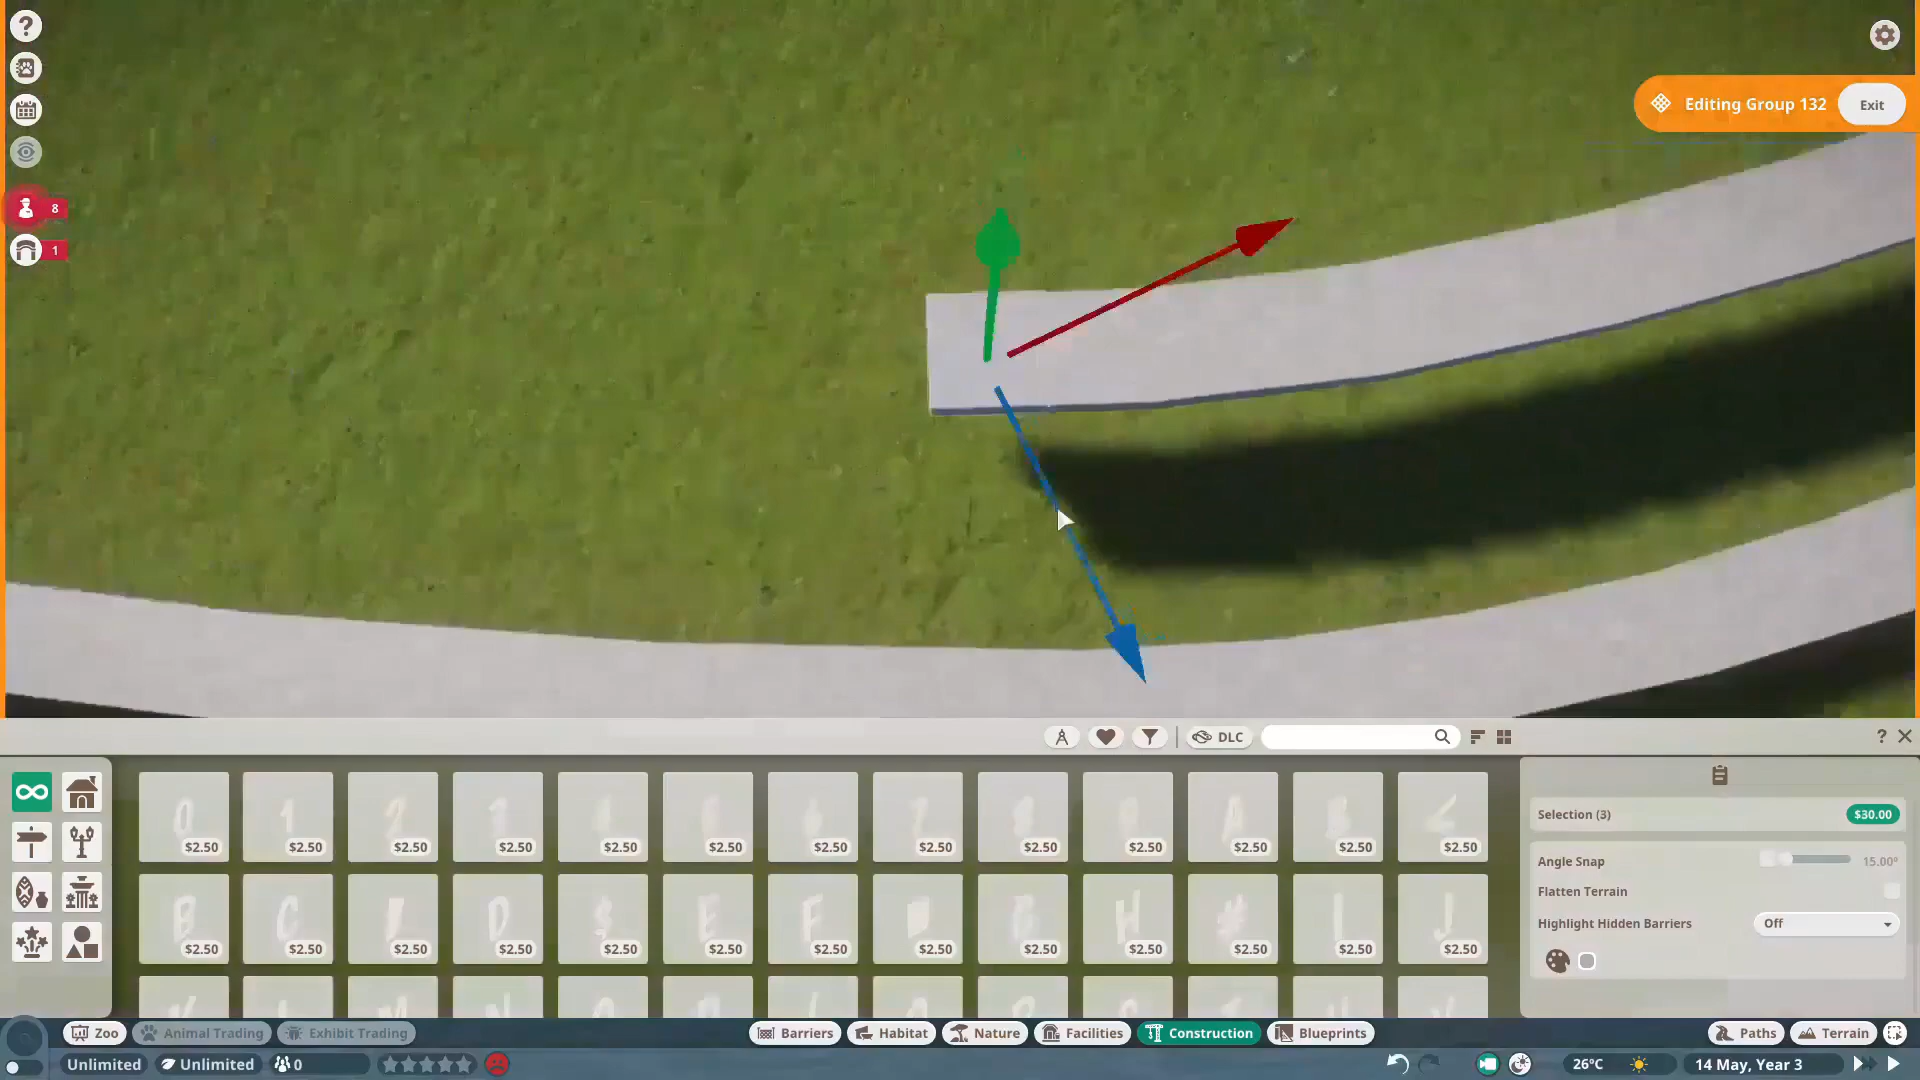 ?
Editing Group 132 Exit
8
1
DLC
?
0 1 2
$2.50 $2.50 $2.50 $2.50 $2.50 $2.50 $2.50 $2.50 $2.50 $2.50 $2.50 $2.50 $2.50
B C D $ E F H # I J
$2.50 $2.50 $2.50 $2.50 $2.50 $2.50 $2.50 $2.50 $2.50 $2.50 $2.50 $2.50 $2.50
Selection (3) $30.00
Angle Snap 15.00°
Flatten Terrain
Highlight Hidden Barriers Off
Zoo Animal Trading Exhibit Trading Barriers Habitat Nature Facilities Construction Blueprints Paths Terrain
Unlimited Unlimited 0 26°C 14 May, Year 3